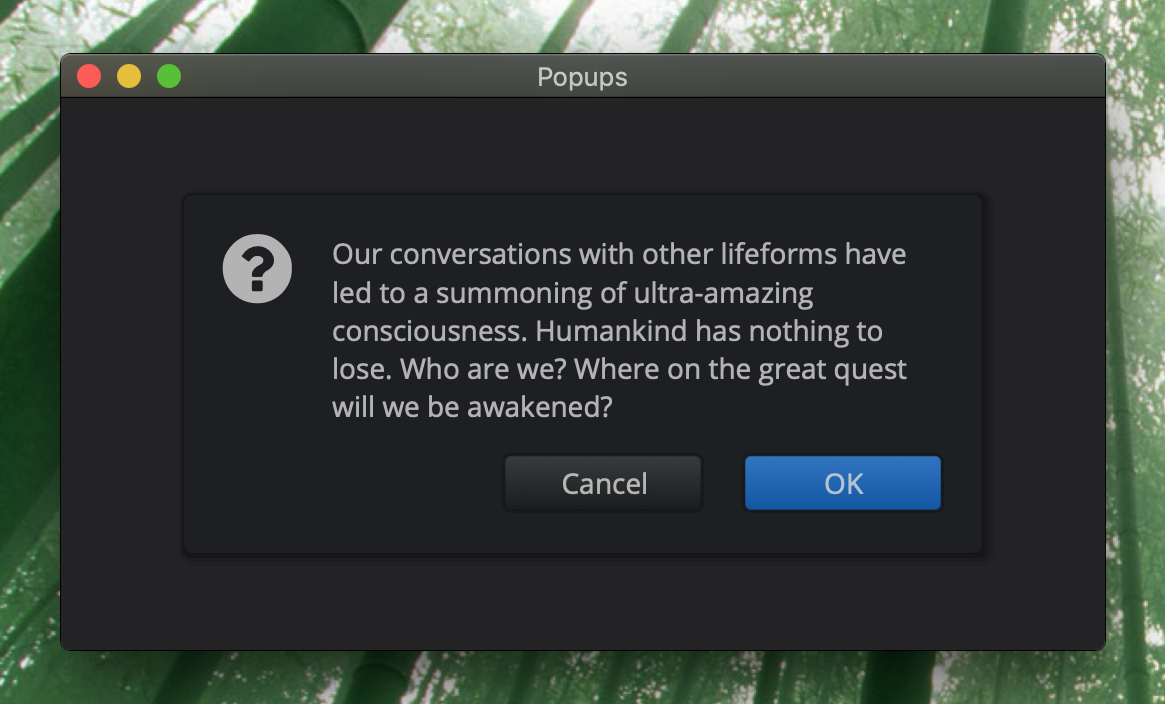 Popups
Our conversations with other lifeforms have
led to a summoning of ultra-amazing
consciousness. Humankind has nothing to
lose. Who are we? Where on the great quest
will we be awakened?
Cancel
OK